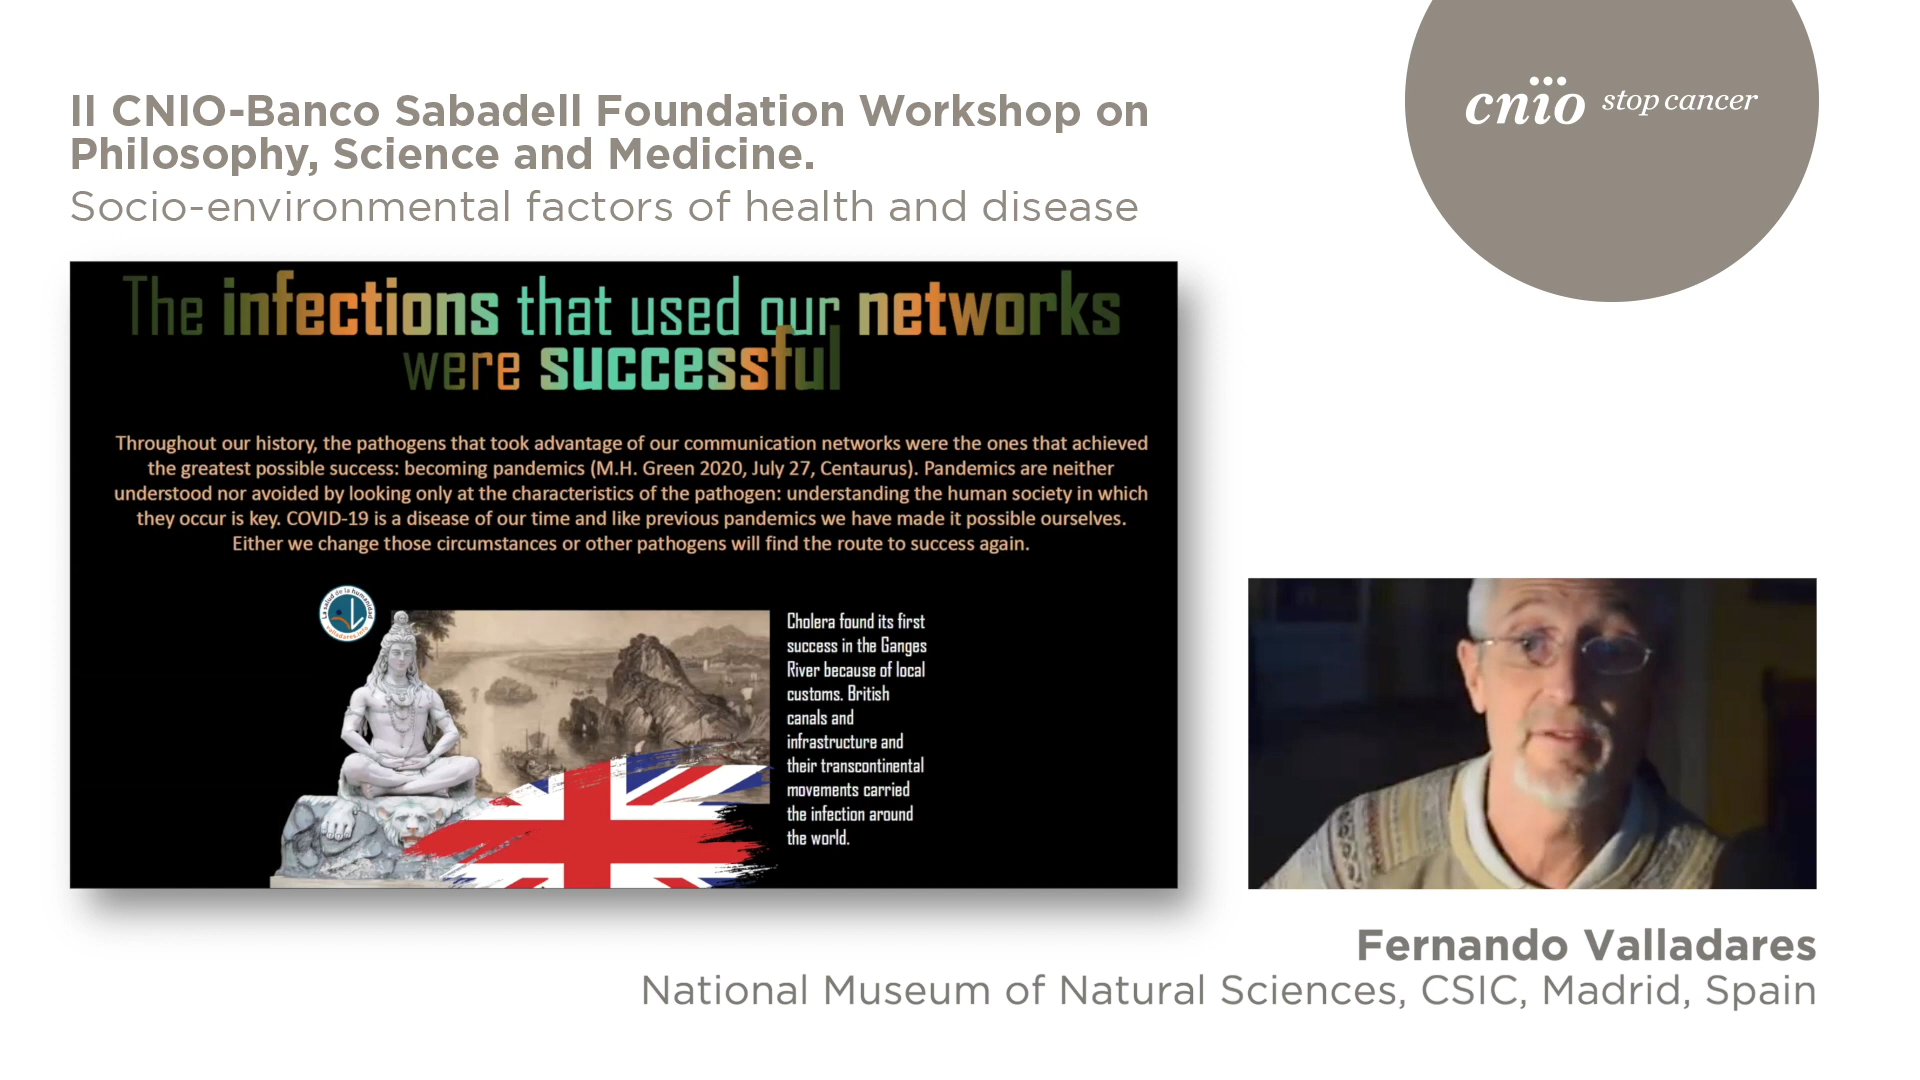 II CNIO-Banco Sabadell Foundation Workshop on
Philosophy, Science and Medicine.
Socio-environmental factors of health and disease
cnio stop cancer
The infections that used our networks
were successful
Throughout our history, the pathogens that took advantage of our communication networks were the ones that achieved
the greatest possible success: becoming pandemics (M.H. Green 2020, July 27, Centaurus). Pandemics are neither
understood nor avoided by looking only at the characteristics of the pathogen: understanding the human society in which
they occur is key. COVID-19 is a disease of our time and like previous pandemics we have made it possible ourselves.
Either we change those circumstances or other pathogens will find the route to success again.
La salud de la humanidad
valladares.info
Cholera found its first
success in the Ganges
River because of local
customs. British
canals and
infrastructure and
their transcontinental
movements carried
the infection around
the world.
Fernando Valladares
National Museum of Natural Sciences, CSIC, Madrid, Spain